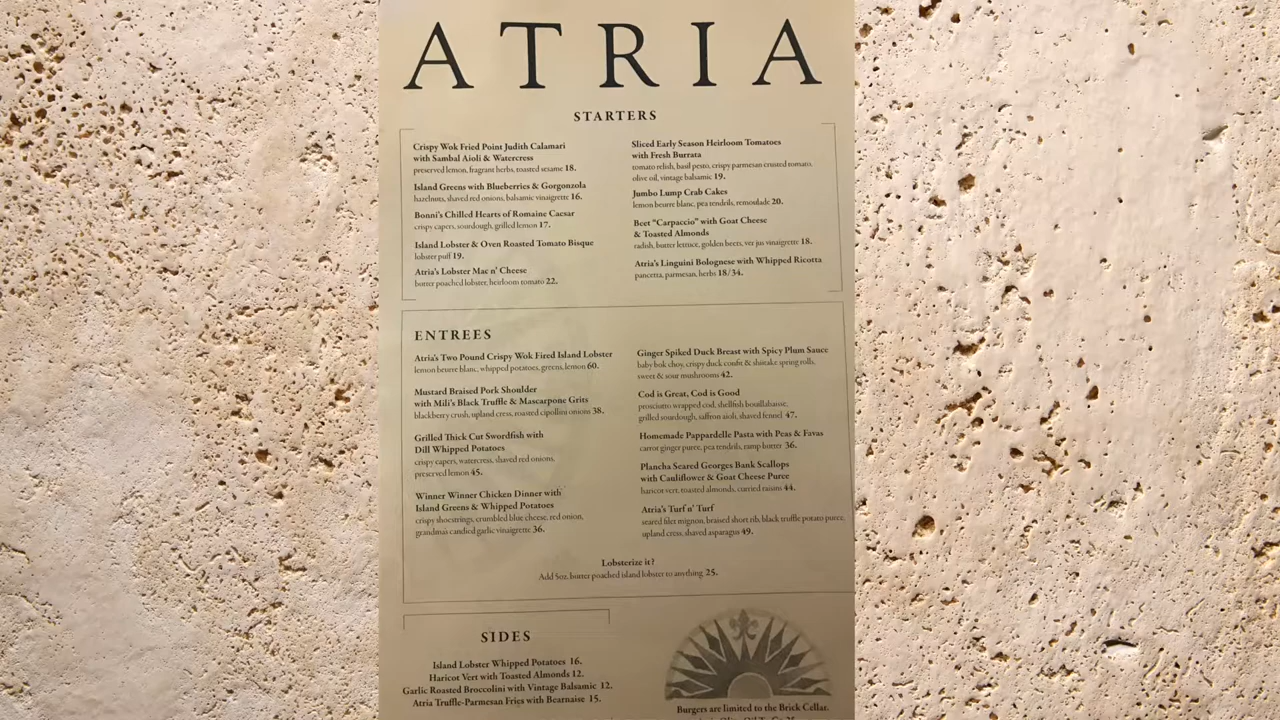 ATRIA
STARTERS
Crispy Wok Fried Point Judith Calamari
with Sambal Aioli & Watercress
preserved lemon, fragrant herbs, toasted sesame 18.
Island Greens with Blueberries & Gorgonzola
hazelnuts, shaved red onions, balsamic vinaigrette 16.
Bonni's Chilled Hearts of Romaine Caesar
crispy capers, sourdough, grilled lemon 17.
Island Lobster & Oven Roasted Tomato Bisque
lobster puff 19.
Atria's Lobster Mac n' Cheese
butter poached lobster, heirloom tomato 22.
Sliced Early Season Heirloom Tomatoes
with Fresh Burrata
tomato relish, basil pesto, crispy parmesan crusted tomato,
olive oil, vintage balsamic 19.
Jumbo Lump Crab Cakes
lemon beurre blanc, pea tendrils, remoulade 20.
Beet "Carpaccio" with Goat Cheese
& Toasted Almonds
radish, butter lettuce, golden beets, ver jus vinaigrette 18.
Atria's Linguini Bolognese with Whipped Ricotta
pancetta, parmesan, herbs 18/34.
ENTREES
Atria's Two Pound Crispy Wok Fired Island Lobster
lemon beurre blanc, whipped potatoes, greens, lemon 60.
Mustard Braised Pork Shoulder
with Mili's Black Truffle & Mascarpone Grits
blackberry crush, upland cress, roasted cipollini onions 38.
Grilled Thick Cut Swordfish with
Dill Whipped Potatoes
crispy capers, watercress, shaved red onions,
preserved lemon 45.
Winner Winner Chicken Dinner with
Island Greens & Whipped Potatoes
crispy shoestrings, crumbled blue cheese, red onion,
grandmas candied garlic vinaigrette 36.
Ginger Spiked Duck Breast with Spicy Plum Sauce
baby bok choy, crispy duck confit & shiitake spring rolls,
sweet & sour mushrooms 42.
Cod is Great, Cod is Good
prosciutto wrapped cod, shellfish bouillabaisse,
grilled sourdough, saffron aioli, shaved fennel 47.
Homemade Pappardelle Pasta with Peas & Favas
carrot ginger puree, pea tendrils, ramp butter 36.
Plancha Seared Georges Bank Scallops
with Cauliflower & Goat Cheese Puree
haricot vert, toasted almonds, curried raisins 44.
Atria's Turf n' Turf
seared filet mignon, braised short rib, black truffle potato puree,
upland cress, shaved asparagus 49.
Lobsterize it?
Add 5oz. butter poached island lobster to anything 25.
SIDES
Island Lobster Whipped Potatoes 16.
Haricot Vert with Toasted Almonds 12.
Garlic Roasted Broccolini with Vintage Balsamic 12.
Atria Truffle-Parmesan Fries with Bearnaise 15.
Burgers are limited to the Brick Cellar.